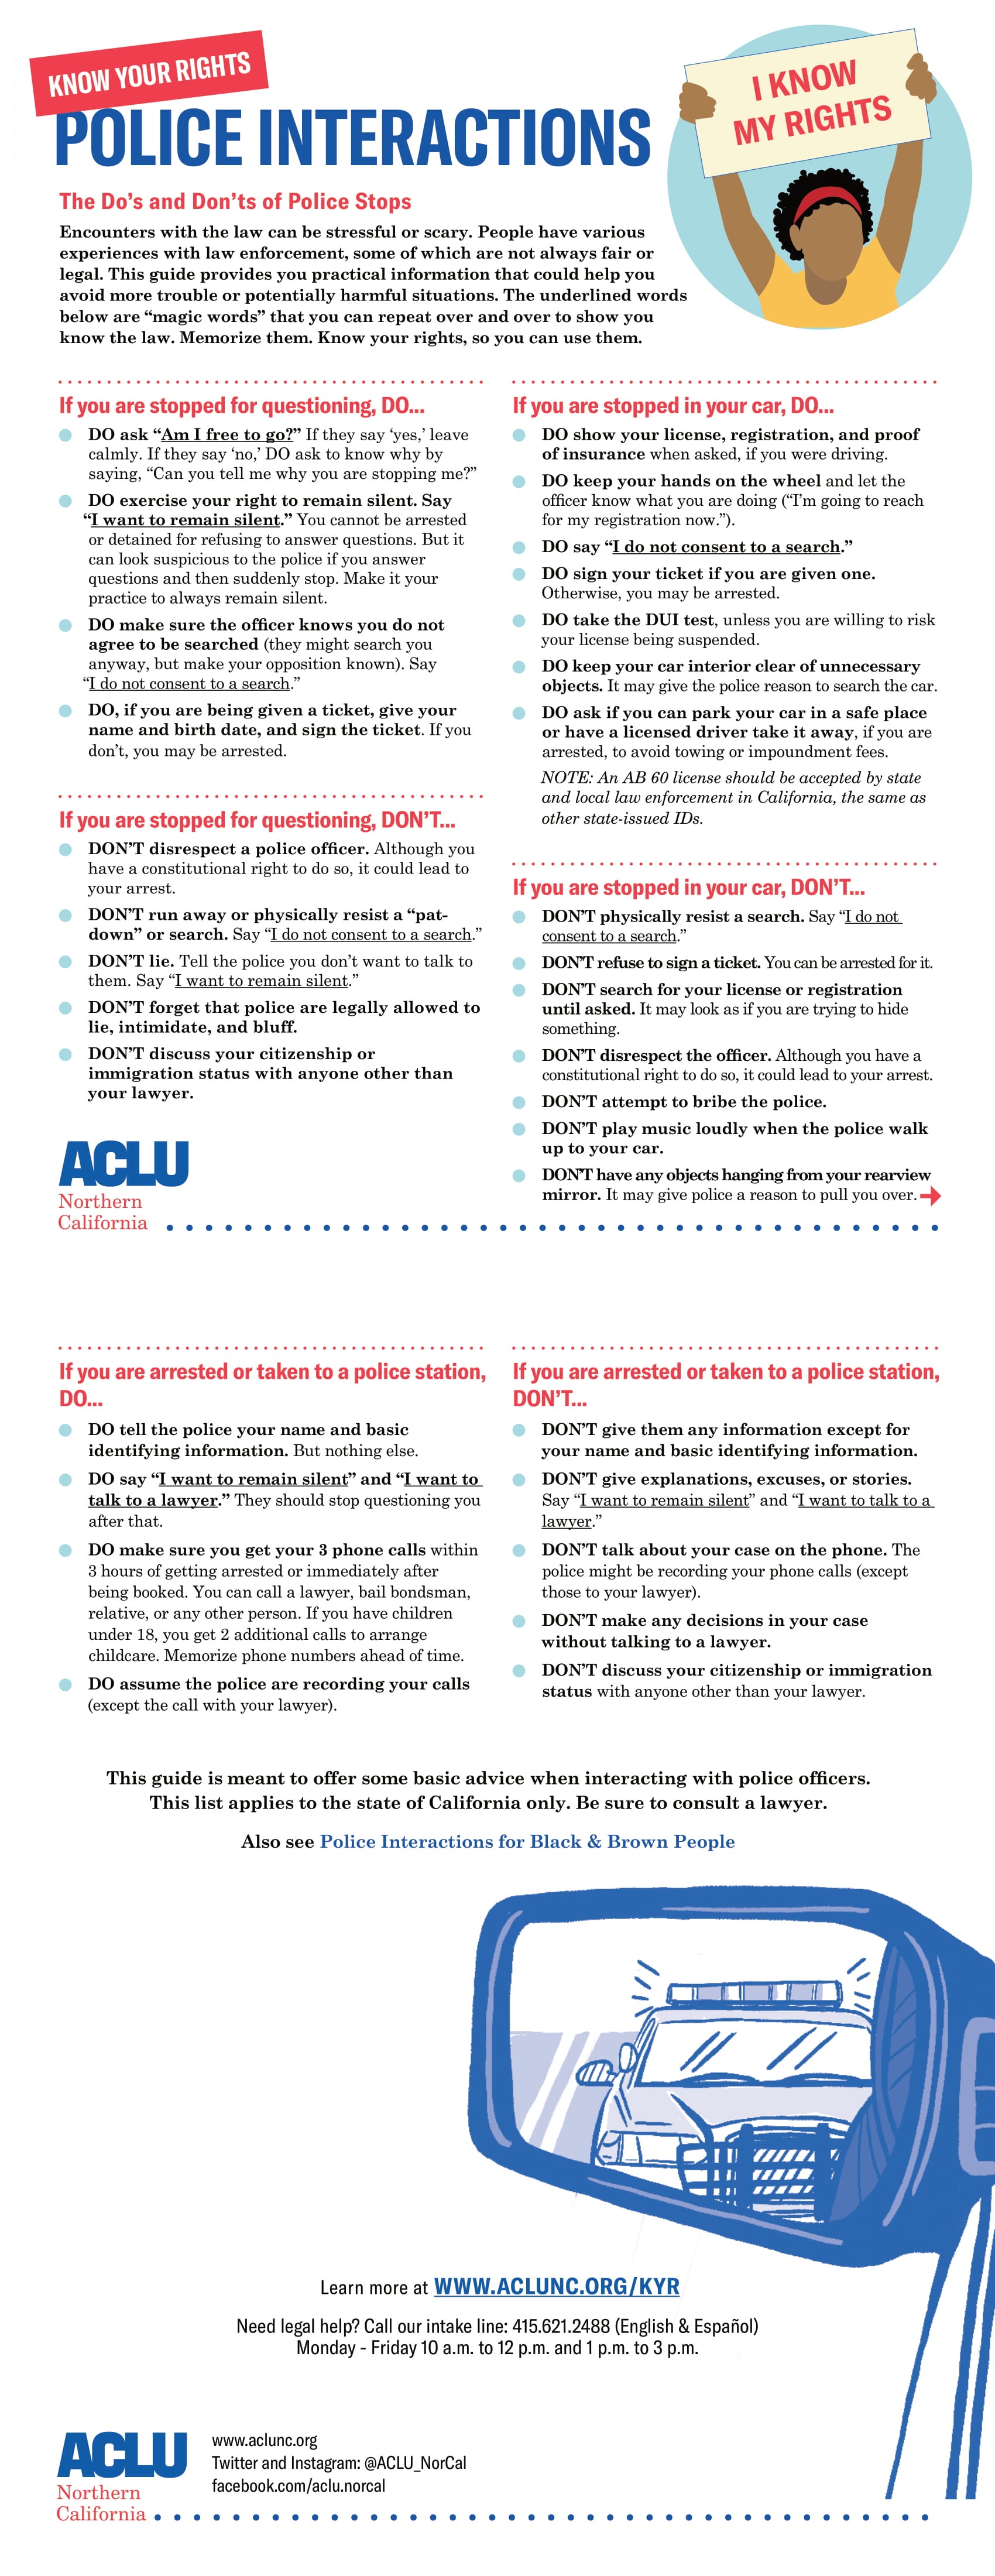 KNOW YOUR RIGHTS
POLICE INTERACTIONS
I KNOW
MY RIGHTS
The Do’s and Don’ts of Police Stops
Encounters with the law can be stressful or scary. People have various
experiences with law enforcement, some of which are not always fair or
legal. This guide provides you practical information that could help you
avoid more trouble or potentially harmful situations. The underlined words
below are “magic words” that you can repeat over and over to show you
know the law. Memorize them. Know your rights, so you can use them.
If you are stopped for questioning, DO...
DO ask “Am I free to go?” If they say ‘yes,’ leave
calmly. If they say ‘no,’ DO ask to know why by
saying, “Can you tell me why you are stopping me?”
DO exercise your right to remain silent. Say
“I want to remain silent.” You cannot be arrested
or detained for refusing to answer questions. But it
can look suspicious to the police if you answer
questions and then suddenly stop. Make it your
practice to always remain silent.
DO make sure the officer knows you do not
agree to be searched (they might search you
anyway, but make your opposition known). Say
“I do not consent to a search.”
DO, if you are being given a ticket, give your
name and birth date, and sign the ticket. If you
don’t, you may be arrested.
If you are stopped for questioning, DON’T...
DON’T disrespect a police officer. Although you
have a constitutional right to do so, it could lead to
your arrest.
DON’T run away or physically resist a “pat-
down” or search. Say “I do not consent to a search.”
DON’T lie. Tell the police you don’t want to talk to
them. Say “I want to remain silent.”
DON’T forget that police are legally allowed to
lie, intimidate, and bluff.
DON’T discuss your citizenship or
immigration status with anyone other than
your lawyer.
ACLU
Northern
California
If you are stopped in your car, DO...
DO show your license, registration, and proof
of insurance when asked, if you were driving.
DO keep your hands on the wheel and let the
officer know what you are doing (“I’m going to reach
for my registration now.”).
DO say “I do not consent to a search.”
DO sign your ticket if you are given one.
Otherwise, you may be arrested.
DO take the DUI test, unless you are willing to risk
your license being suspended.
DO keep your car interior clear of unnecessary
objects. It may give the police reason to search the car.
DO ask if you can park your car in a safe place
or have a licensed driver take it away, if you are
arrested, to avoid towing or impoundment fees.
NOTE: An AB 60 license should be accepted by state
and local law enforcement in California, the same as
other state-issued IDs.
If you are stopped in your car, DON’T...
DON’T physically resist a search. Say “I do not
consent to a search.”
DON’T refuse to sign a ticket. You can be arrested for it.
DON’T search for your license or registration
until asked. It may look as if you are trying to hide
something.
DON’T disrespect the officer. Although you have a
constitutional right to do so, it could lead to your arrest.
DON’T attempt to bribe the police.
DON’T play music loudly when the police walk
up to your car.
DON’T have any objects hanging from your rearview
mirror. It may give police a reason to pull you over.
If you are arrested or taken to a police station,
DO...
DO tell the police your name and basic
identifying information. But nothing else.
DO say “I want to remain silent” and “I want to
talk to a lawyer.” They should stop questioning you
after that.
DO make sure you get your 3 phone calls within
3 hours of getting arrested or immediately after
being booked. You can call a lawyer, bail bondsman,
relative, or any other person. If you have children
under 18, you get 2 additional calls to arrange
childcare. Memorize phone numbers ahead of time.
DO assume the police are recording your calls
(except the call with your lawyer).
If you are arrested or taken to a police station,
DON’T...
DON’T give them any information except for
your name and basic identifying information.
DON’T give explanations, excuses, or stories.
Say “I want to remain silent” and “I want to talk to a
lawyer.”
DON’T talk about your case on the phone. The
police might be recording your phone calls (except
those to your lawyer).
DON’T make any decisions in your case
without talking to a lawyer.
DON’T discuss your citizenship or immigration
status with anyone other than your lawyer.
This guide is meant to offer some basic advice when interacting with police officers.
This list applies to the state of California only. Be sure to consult a lawyer.
Also see Police Interactions for Black & Brown People
Learn more at WWW.ACLUNC.ORG/KYR
Need legal help? Call our intake line: 415.621.2488 (English & Español)
Monday - Friday 10 a.m. to 12 p.m. and 1 p.m. to 3 p.m.
ACLU
Northern
California
www.aclunc.org
Twitter and Instagram: @ACLU_NorCal
facebook.com/aclu.norcal